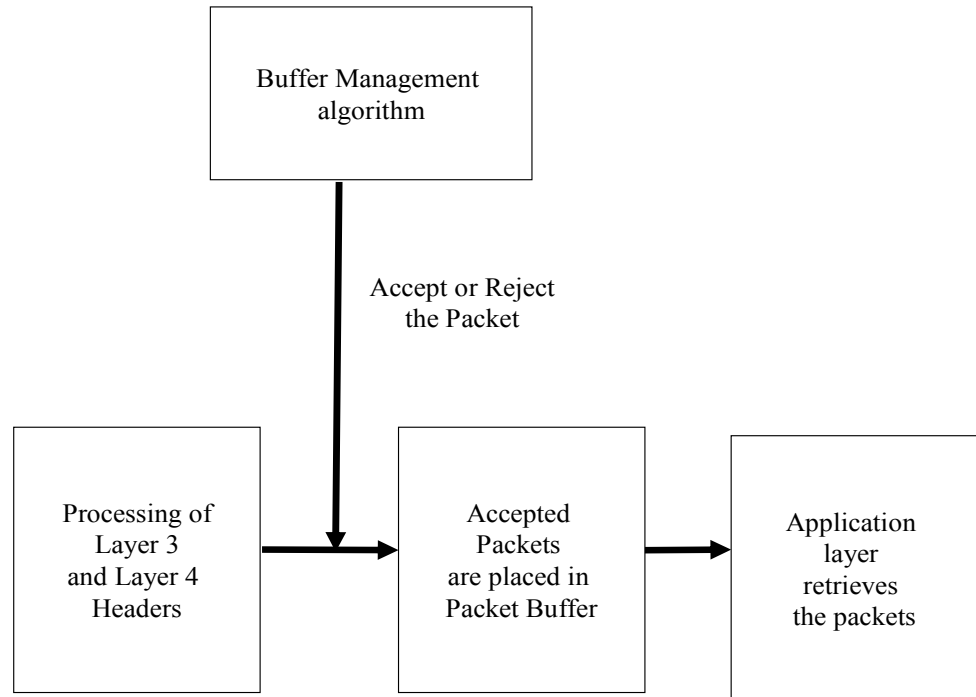 Buffer Management
algorithm
Accept or Reject
the Packet
Processing of
Layer 3
and Layer 4
Headers
Accepted
Packets
are placed in
Packet Buffer
Application
layer
retrieves
the packets